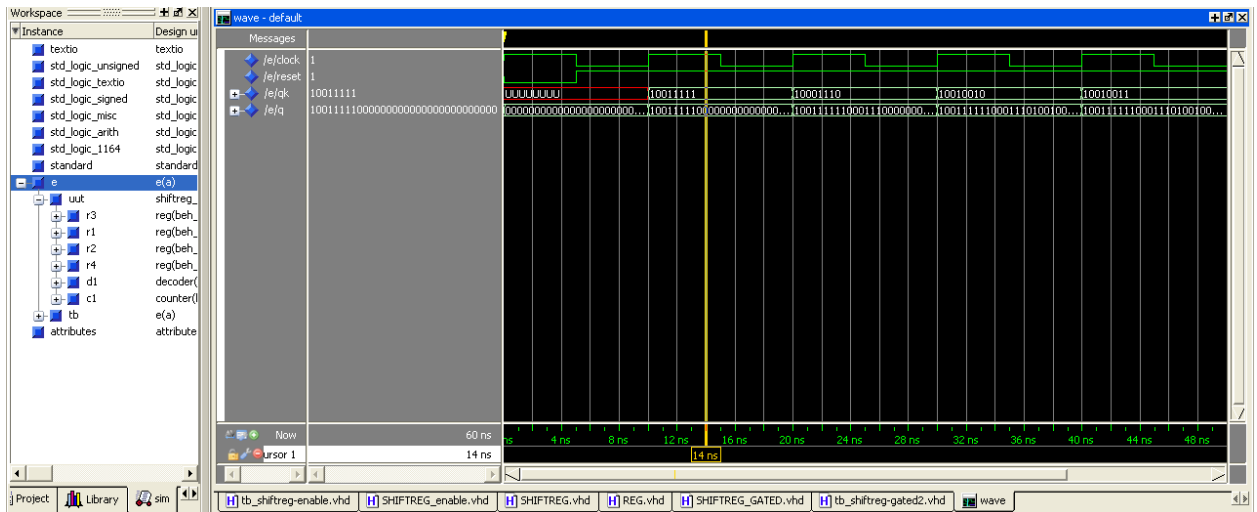 Workspace
Instance Design u
textio textio
std_logic_unsigned std_logic
std_logic_textio std_logic
std_logic_signed std_logic
std_logic_misc std_logic
std_logic_arith std_logic
std_logic_1164 std_logic
standard standard
e e(a)
uut shiftreg_
r3 reg(beh_
r1 reg(beh_
r2 reg(beh_
r4 reg(beh_
d1 decoder(
c1 counter(l
tb e(a)
attributes attribute
Project Library sim
wave - default
Messages
/e/clock 1
/e/reset 1
/e/qk 10011111 UUUUUUUU 10011111 10001110 10010010 10010011
/e/q 10011111000000000000000000000000
Now 60 ns
ursor 1 14 ns
ns 4 ns 8 ns 12 ns 16 ns 20 ns 24 ns 28 ns 32 ns 36 ns 40 ns 44 ns 48 ns
14 ns
tb_shiftreg-enable.vhd SHIFTREG_enable.vhd SHIFTREG.vhd REG.vhd SHIFTREG_GATED.vhd tb_shiftreg-gated2.vhd wave